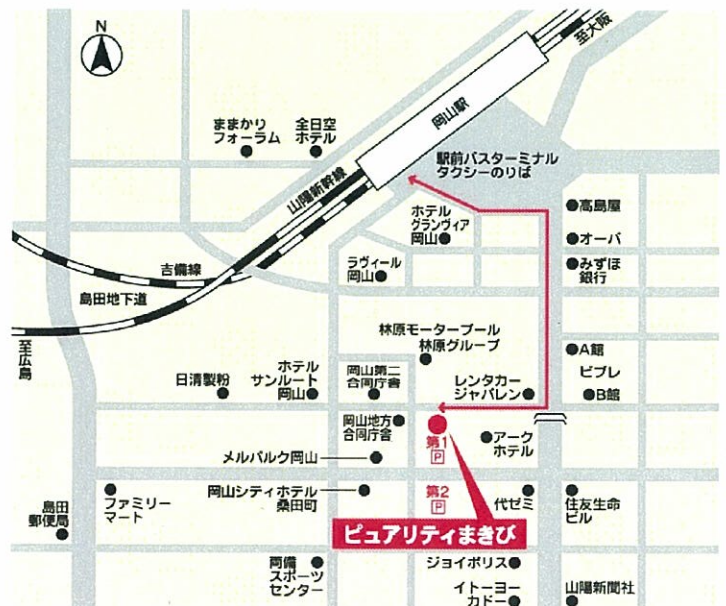 N
至大阪
岡山駅
ままかり
フォーラム
全日空
ホテル
山陽新幹線
駅前バスターミナル
タクシーのりば
ホテル
グランヴィア
岡山
高島屋
オーバ
みずほ
銀行
ラヴィール
岡山
吉備線
島田地下道
至広島
林原モータープール
林原グループ
A館
ビブレ
B館
日清製粉
ホテル
サンルート
岡山
岡山第二
合同庁舎
レンタカー
ジャパレン
岡山地方
合同庁舎
第1
P
アーク
ホテル
メルパルク岡山
島田
郵便局
ファミリー
マート
岡山シティホテル
桑田町
第2
P
代ゼミ
住友生命
ビル
ピュアリティまきび
両備
スポーツ
センター
ジョイポリス
イトーヨー
カドー
山陽新聞社